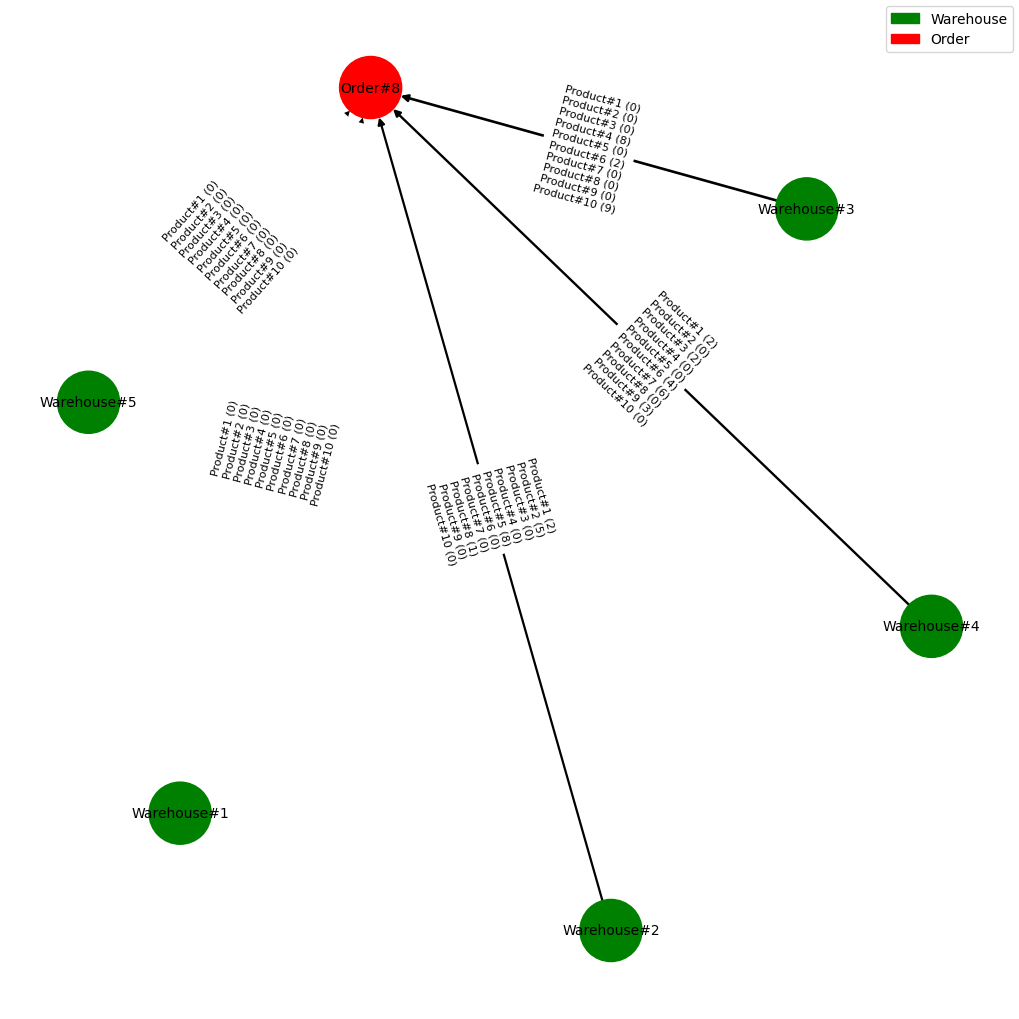 Warehouse
Order
Order#8
Product#1 (0)
Product#2 (0)
Product#3 (0)
Product#4 (8)
Product#5 (0)
Product#6 (2)
Product#7 (0)
Product#8 (0)
Product#9 (0)
Product#10 (9)
Warehouse#3
Product#1 (0)
Product#2 (0)
Product#3 (0)
Product#4 (0)
Product#5 (0)
Product#6 (0)
Product#7 (0)
Product#8 (0)
Product#9 (0)
Product#10 (0)
Product#1 (2)
Product#2 (0)
Product#3 (2)
Product#4 (0)
Product#5 (0)
Product#6 (4)
Product#7 (6)
Product#8 (0)
Product#9 (3)
Product#10 (0)
Warehouse#5
Product#1 (0)
Product#2 (0)
Product#3 (0)
Product#4 (0)
Product#5 (0)
Product#6 (0)
Product#7 (0)
Product#8 (0)
Product#9 (0)
Product#10 (0)
Product#1 (2)
Product#2 (5)
Product#3 (0)
Product#4 (0)
Product#5 (8)
Product#6 (0)
Product#7 (0)
Product#8 (1)
Product#9 (0)
Product#10 (0)
Warehouse#4
Warehouse#1
Warehouse#2